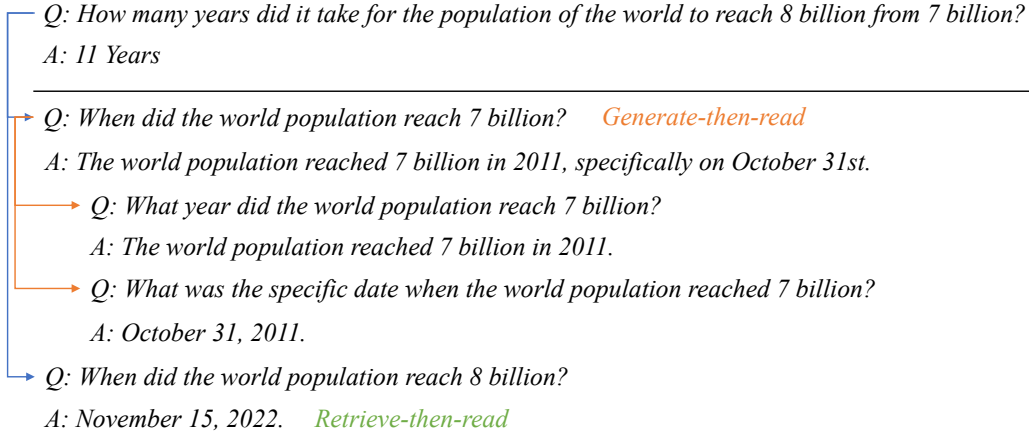 Q: How many years did it take for the population of the world to reach 8 billion from 7 billion?
A: 11 Years
Q: When did the world population reach 7 billion? Generate-then-read
A: The world population reached 7 billion in 2011, specifically on October 31st.
Q: What year did the world population reach 7 billion?
A: The world population reached 7 billion in 2011.
Q: What was the specific date when the world population reached 7 billion?
A: October 31, 2011.
Q: When did the world population reach 8 billion?
A: November 15, 2022. Retrieve-then-read